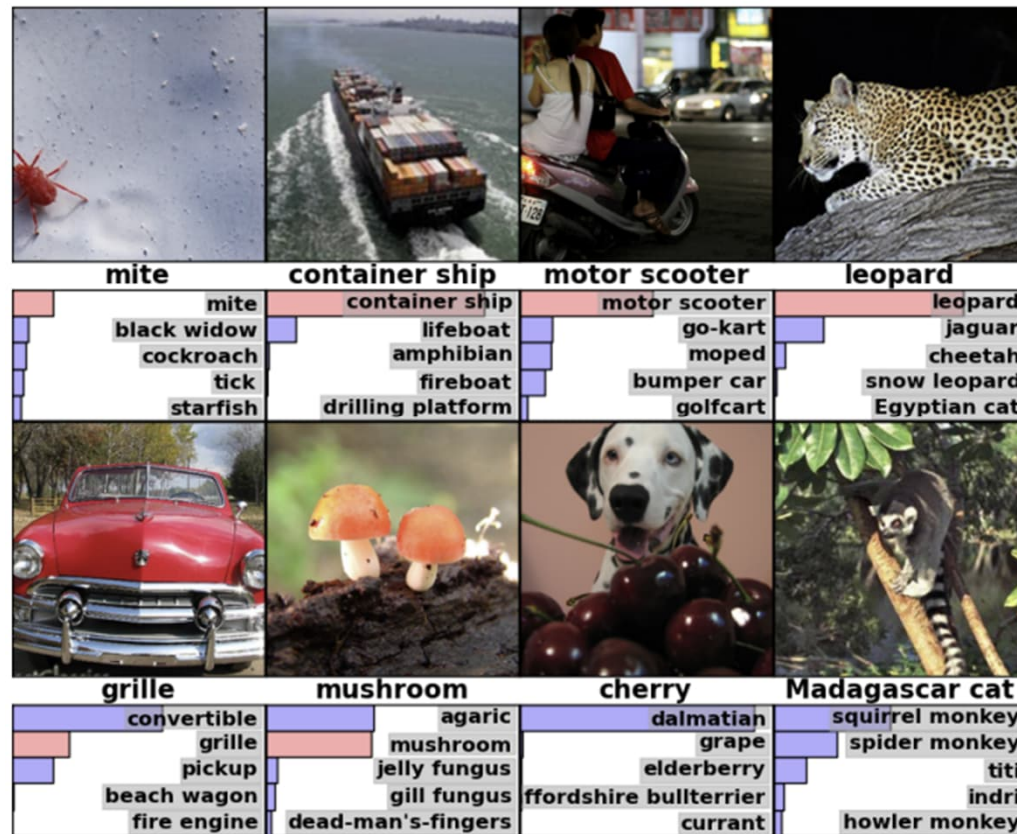 mite
container ship
motor scooter
leopard
mite
black widow
cockroach
tick
starfish
container ship
lifeboat
amphibian
fireboat
drilling platform
motor scooter
go-kart
moped
bumper car
golfcart
leopard
jaguar
cheetah
snow leopard
Egyptian cat
grille
mushroom
cherry
Madagascar cat
convertible
grille
pickup
beach wagon
fire engine
agaric
mushroom
jelly fungus
gill fungus
dead-man's-fingers
dalmatian
grape
elderberry
ffordshire bullterrier
currant
squirrel monkey
spider monkey
titi
indri
howler monkey